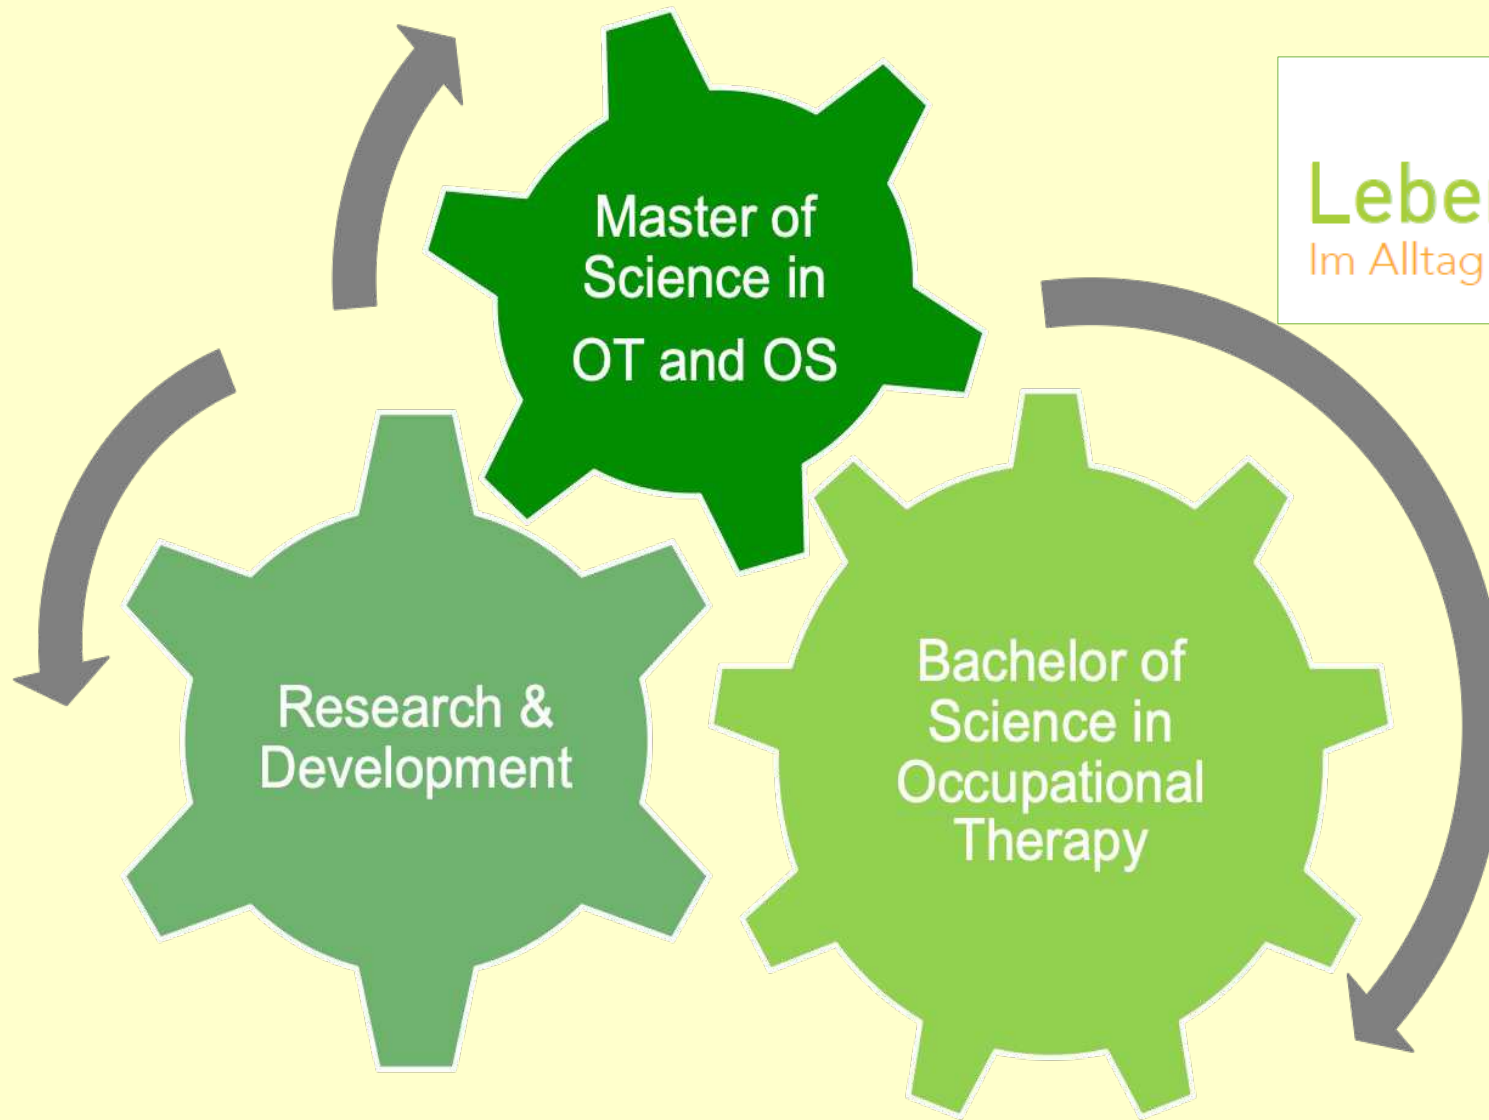 Master of
Science in
OT and OS
Im Alltag
Research &
Development
Bachelor of
Science in
Occupational
Therapy